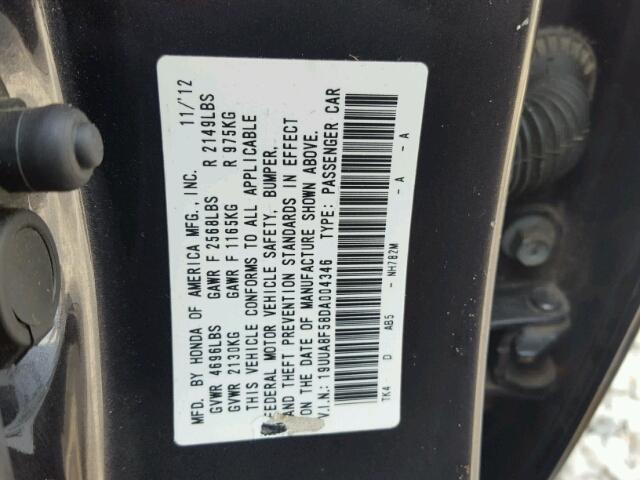 MFD. BY HONDA OF AMERICA MFG., INC. 11/'12
GVWR 4696LBS GAWR F 2568LBS R 2149LBS
GVWR 2130KG GAWR F 1165KG R 975KG
THIS VEHICLE CONFORMS TO ALL APPLICABLE
FEDERAL MOTOR VEHICLE SAFETY, BUMPER,
AND THEFT PREVENTION STANDARDS IN EFFECT
ON THE DATE OF MANUFACTURE SHOWN ABOVE.
V.I.N.: 19UUA8F58DA004346 TYPE: PASSENGER CAR
TK4 D AB5 - NH782M - A - A